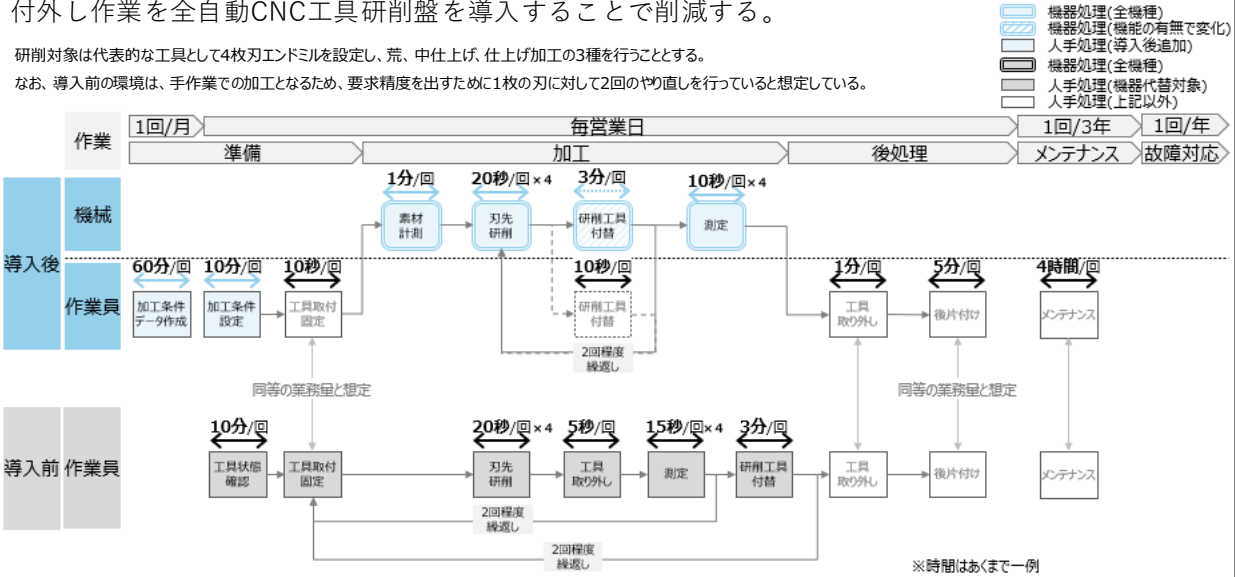 付外し作業を全自動CNC工具研削盤を導入することで削減する。
研削対象は代表的な工具として4枚刃エンドミルを設定し、荒、中仕上げ、仕上げ加工の3種を行うこととする。
なお、導入前の環境は、手作業での加工となるため、要求精度を出すために1枚の刃に対して2回のやり直しを行っていると想定している。
機器処理(全機種)
機器処理(機能の有無で変化)
人手処理(導入後追加)
機器処理(全機種)
人手処理(機器代替対象)
人手処理(上記以外)
作業
1回/月
毎営業日
1回/3年
1回/年
準備
加工
後処理
メンテナンス
故障対応
導入後
機械
1分/回
20秒/回×4
3分/回
10秒/回×4
素材
計測
刃先
研削
研削工具
付替
測定
作業員
60分/回
10分/回
10秒/回
10秒/回
1分/回
5分/回
4時間/回
加工条件
データ作成
加工条件
設定
工具取付
固定
研削工具
付替
工具
取り外し
後片付け
メンテナンス
2回程度
繰返し
同等の業務量と想定
同等の業務量と想定
導入前
作業員
10分/回
20秒/回×4
5秒/回
15秒/回×4
3分/回
工具状態
確認
工具取付
固定
刃先
研削
工具
取り外し
測定
研削工具
付替
工具
取り外し
後片付け
メンテナンス
2回程度
繰返し
2回程度
繰返し
※時間はあくまで一例